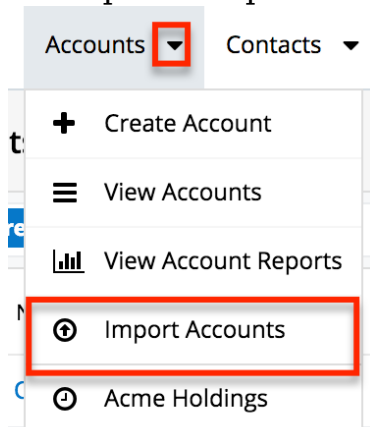 Accounts Contacts
Create Account
View Accounts
View Account Reports
Import Accounts
Acme Holdings